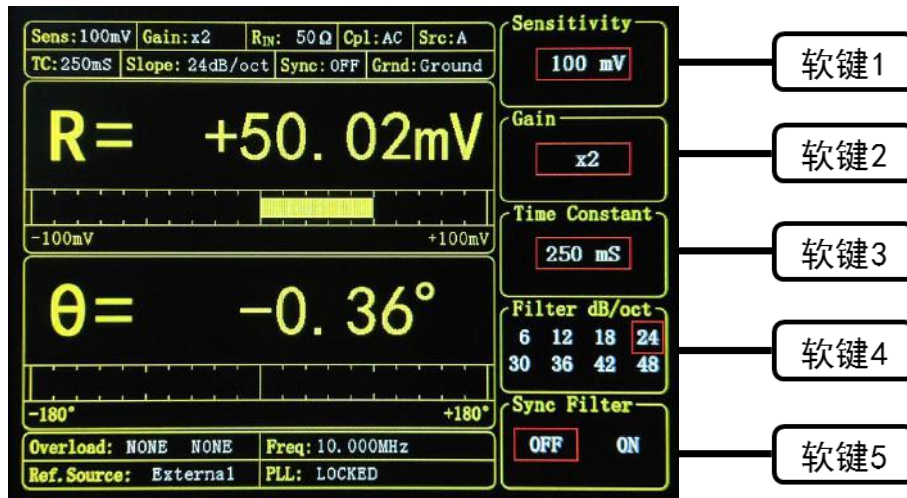 Sens:100mV Gain:x2 RIN: 50Ω Cpl:AC Src:A
TC:250mS Slope: 24dB/oct Sync:OFF Grnd:Ground
R= +50.02mV
-100mV +100mV
θ= -0.36°
-180° +180°
Overload: NONE NONE Freq:10.000MHz
Ref.Source: External PLL: LOCKED
Sensitivity
100 mV
Gain
x2
Time Constant
250 mS
Filter dB/oct
6 12 18 24
30 36 42 48
Sync Filter
OFF ON
软键1
软键2
软键3
软键4
软键5